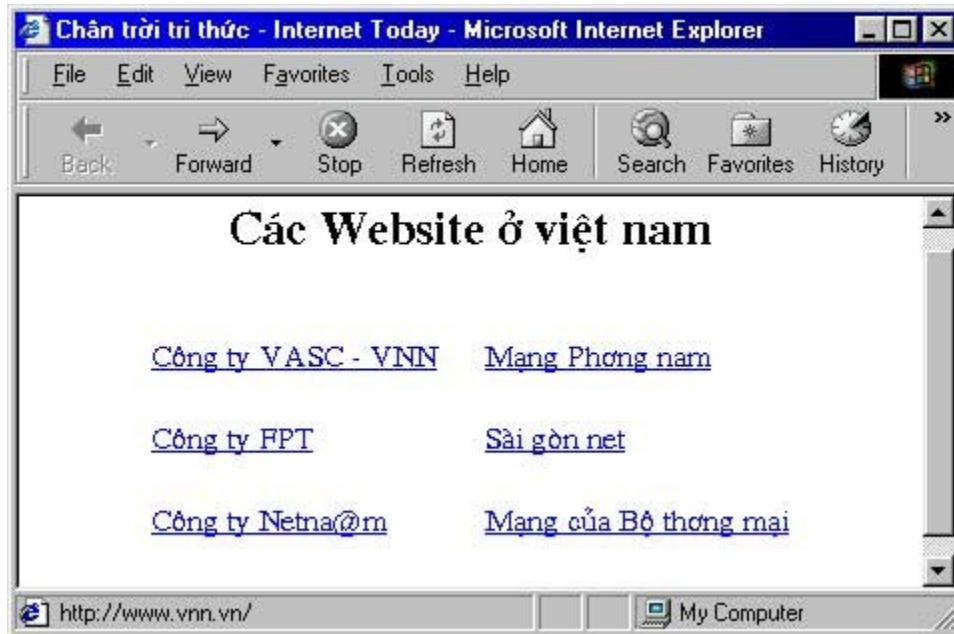 Chân trời tri thức - Internet Today - Microsoft Internet Explorer
File Edit View Favorites Tools Help
Back Forward Stop Refresh Home Search Favorites History »
Các Website ở việt nam
Công ty VASC - VNN Mạng Phơng nam
Công ty FPT Sài gòn net
Công ty Netna@m Mạng của Bộ thơng mại
http://www.vnn.vn/ My Computer